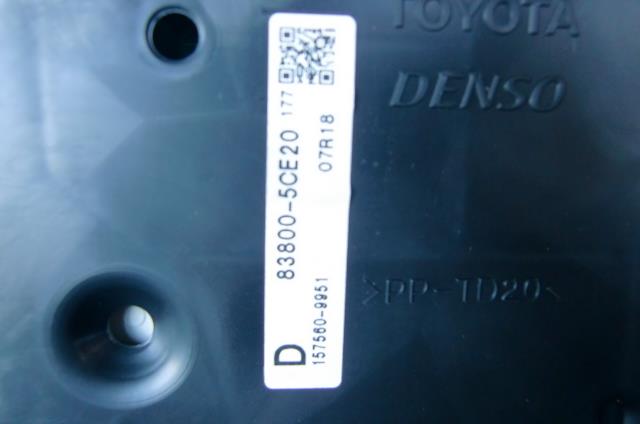 TOYOTA
DENSO
>PP-TD20<
83800-5CE20 177
07R18
D
157560-9951